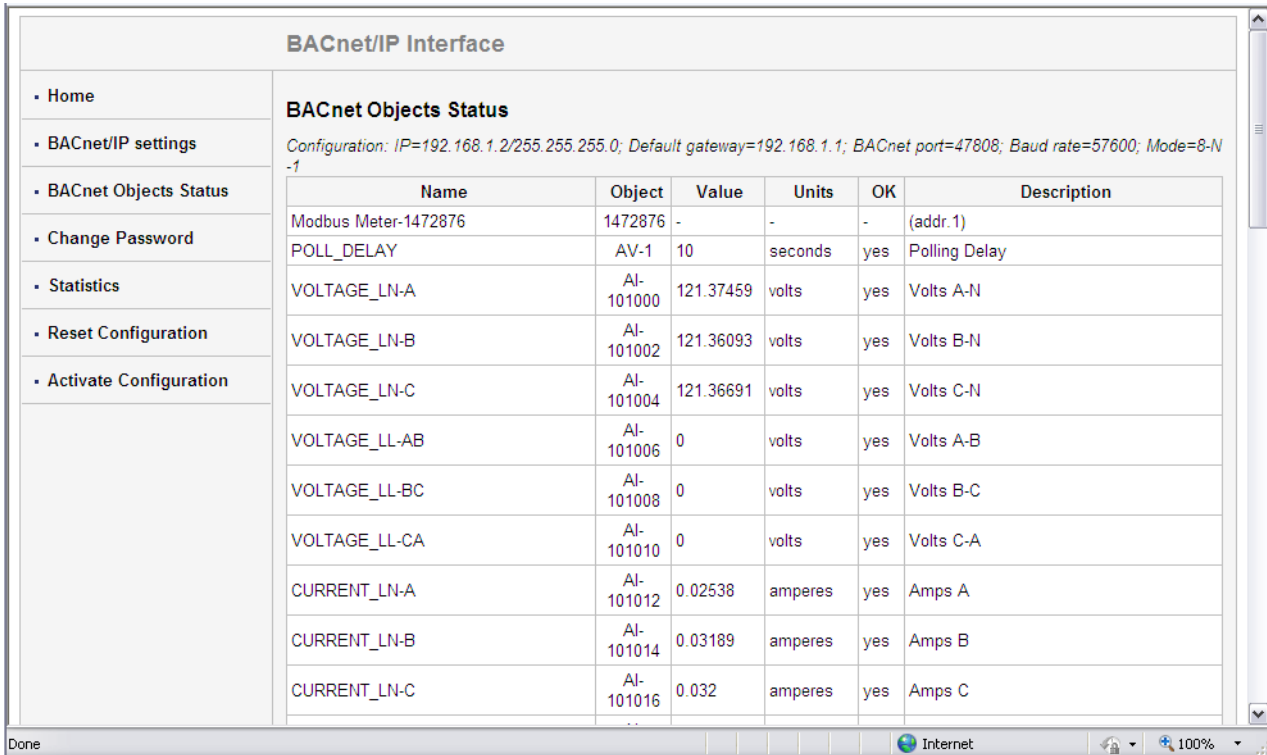 BACnet/IP Interface
Home
BACnet/IP settings
BACnet Objects Status
Change Password
Statistics
Reset Configuration
Activate Configuration
BACnet Objects Status
Configuration: IP=192.168.1.2/255.255.255.0; Default gateway=192.168.1.1; BACnet port=47808; Baud rate=57600; Mode=8-N
-1
Name Object Value Units OK Description
Modbus Meter-1472876 1472876 - - - (addr.1)
POLL_DELAY AV-1 10 seconds yes Polling Delay
VOLTAGE_LN-A AI-101000 121.37459 volts yes Volts A-N
VOLTAGE_LN-B AI-101002 121.36093 volts yes Volts B-N
VOLTAGE_LN-C AI-101004 121.36691 volts yes Volts C-N
VOLTAGE_LL-AB AI-101006 0 volts yes Volts A-B
VOLTAGE_LL-BC AI-101008 0 volts yes Volts B-C
VOLTAGE_LL-CA AI-101010 0 volts yes Volts C-A
CURRENT_LN-A AI-101012 0.02538 amperes yes Amps A
CURRENT_LN-B AI-101014 0.03189 amperes yes Amps B
CURRENT_LN-C AI-101016 0.032 amperes yes Amps C
Done Internet 100%